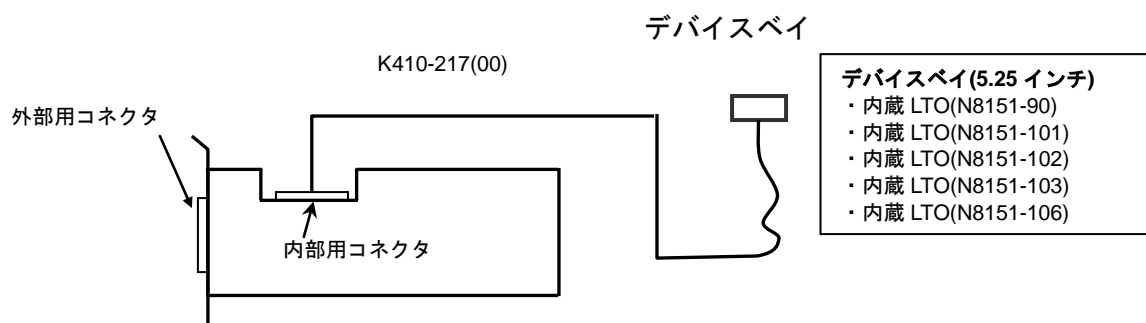 デバイスベイ
K410-217(00)
外部用コネクタ
内部用コネクタ
デバイスベイ(5.25 インチ)
・内蔵 LTO(N8151-90)
・内蔵 LTO(N8151-101)
・内蔵 LTO(N8151-102)
・内蔵 LTO(N8151-103)
・内蔵 LTO(N8151-106)